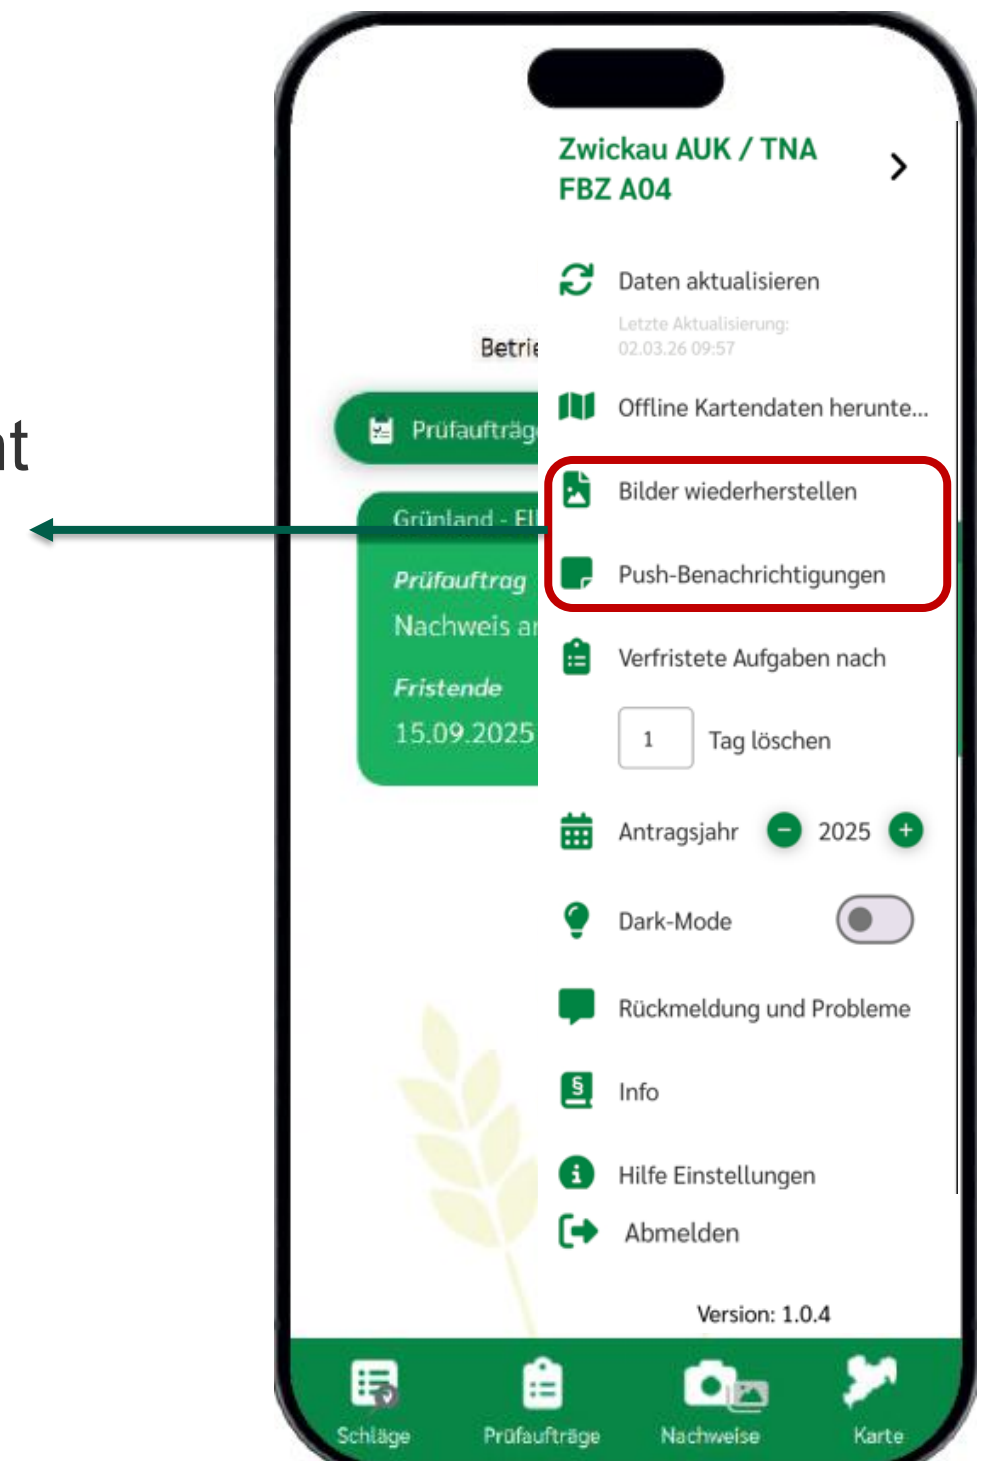 Zwickau AUK / TNA
FBZ A04
Daten aktualisieren
Letzte Aktualisierung:
02.03.26 09:57
Betrie
Offline Kartendaten herunte...
Prüfaufträg
nt
Bilder wiederherstellen
Grünland - El
Push-Benachrichtigungen
Prüfauftrag
Nachweis an
Verfristete Aufgaben nach
Fristende
15.09.2025
1 Tag löschen
Antragsjahr - 2025 +
Dark-Mode
Rückmeldung und Probleme
§ Info
i Hilfe Einstellungen
Abmelden
Version: 1.0.4
Schläge Prüfaufträge Nachweise Karte